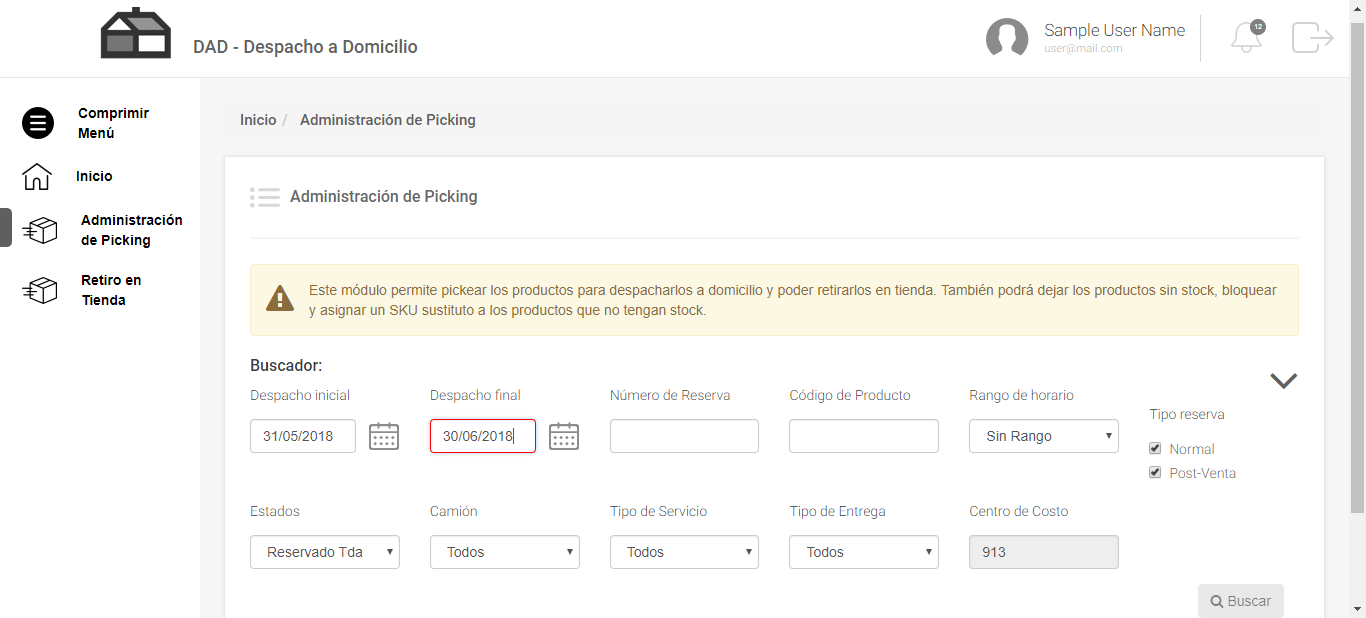 DAD - Despacho a Domicilio
Sample User Name
user@mail.com
12
Comprimir
Menú
Inicio
Administración
de Picking
Retiro en
Tienda
Inicio / Administración de Picking
Administración de Picking
Este módulo permite pickear los productos para despacharlos a domicilio y poder retirarlos en tienda. También podrá dejar los productos sin stock, bloquear
y asignar un SKU sustituto a los productos que no tengan stock.
Buscador:
Despacho inicial
Despacho final
Número de Reserva
Código de Producto
Rango de horario
31/05/2018
30/06/2018
Sin Rango
Tipo reserva
Normal
Post-Venta
Estados
Camión
Tipo de Servicio
Tipo de Entrega
Centro de Costo
Reservado Tda
Todos
Todos
Todos
913
Buscar